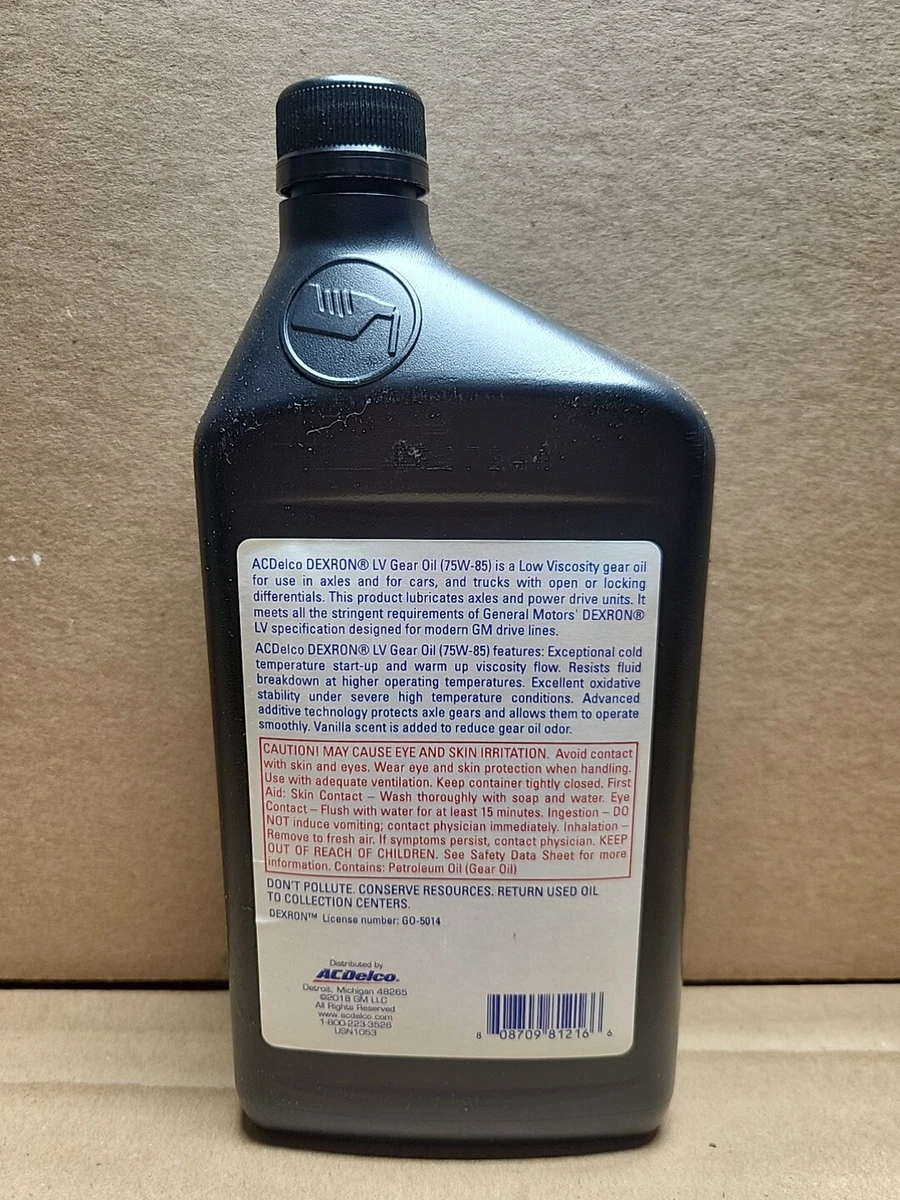 ACDelco DEXRON® LV Gear Oil (75W-85) is a Low Viscosity gear oil
for use in axles and for cars, and trucks with open or locking
differentials. This product lubricates axles and power drive units. It
meets all the stringent requirements of General Motors' DEXRON®
LV specification designed for modern GM drive lines.
ACDelco DEXRON® LV Gear Oil (75W-85) features: Exceptional cold
temperature start-up and warm up viscosity flow. Resists fluid
breakdown at higher operating temperatures. Excellent oxidative
stability under severe high temperature conditions. Advanced
additive technology protects axle gears and allows them to operate
smoothly. Vanilla scent is added to reduce gear oil odor.
CAUTION! MAY CAUSE EYE AND SKIN IRRITATION. Avoid contact
with skin and eyes. Wear eye and skin protection when handling.
Use with adequate ventilation. Keep container tightly closed. First
Aid: Skin Contact – Wash thoroughly with soap and water. Eye
Contact – Flush with water for at least 15 minutes. Ingestion – DO
NOT induce vomiting; contact physician immediately. Inhalation –
Remove to fresh air. If symptoms persist, contact physician. KEEP
OUT OF REACH OF CHILDREN. See Safety Data Sheet for more
information. Contains: Petroleum Oil (Gear Oil)
DON'T POLLUTE. CONSERVE RESOURCES. RETURN USED OIL
TO COLLECTION CENTERS.
DEXRON™ License number: GO-5014
Distributed by
ACDelco.
Detroit, Michigan 48265
©2018 GM LLC
All Rights Reserved
www.acdelco.com
1-800-223-3526
USN1053
8 08709 81216 6